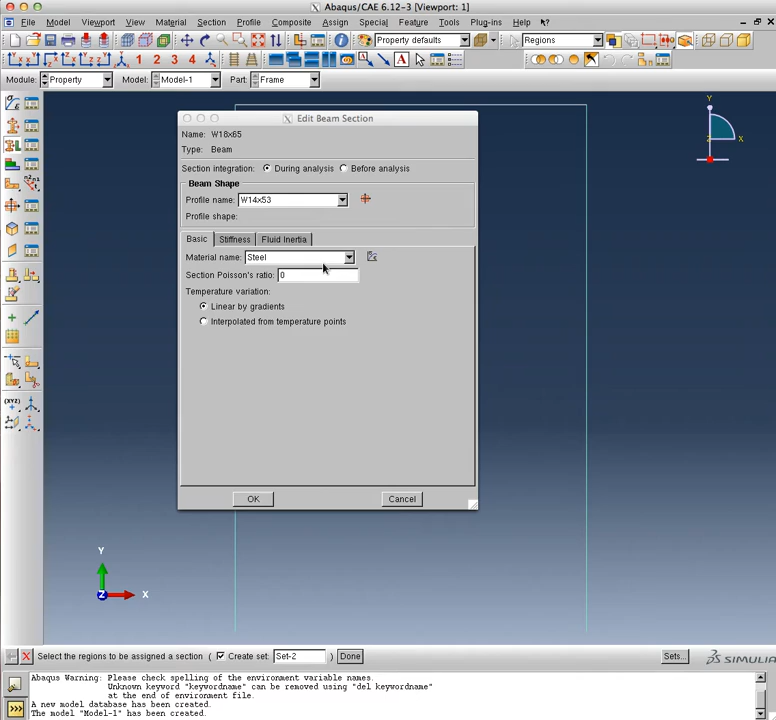 Abaqus/CAE 6.12-3 [Viewport: 1]
File Model Viewport View Material Section Profile Composite Assign Special Feature Tools Plug-ins Help
Property defaults Regions
1 2 3 4 A
Module: Property Model: Model-1 Part: Frame
Edit Beam Section
Name: W18x65
Type: Beam
Section integration: During analysis Before analysis
Beam Shape
Profile name: W14x53
Profile shape:
Basic Stiffness Fluid Inertia
Material name: Steel
Section Poisson's ratio: 0
Temperature variation:
Linear by gradients
Interpolated from temperature points
OK Cancel
Y
X
Z
Y
X
Z
Select the regions to be assigned a section ( Create set: Set-2 ) Done Sets... SIMULIA
Abaqus Warning: Please check spelling of the environment variable names.
Unknown keyword "keywordname" can be removed using "del keywordname"
at the end of environment file.
A new model database has been created.
The model "Model-1" has been created.
>>>